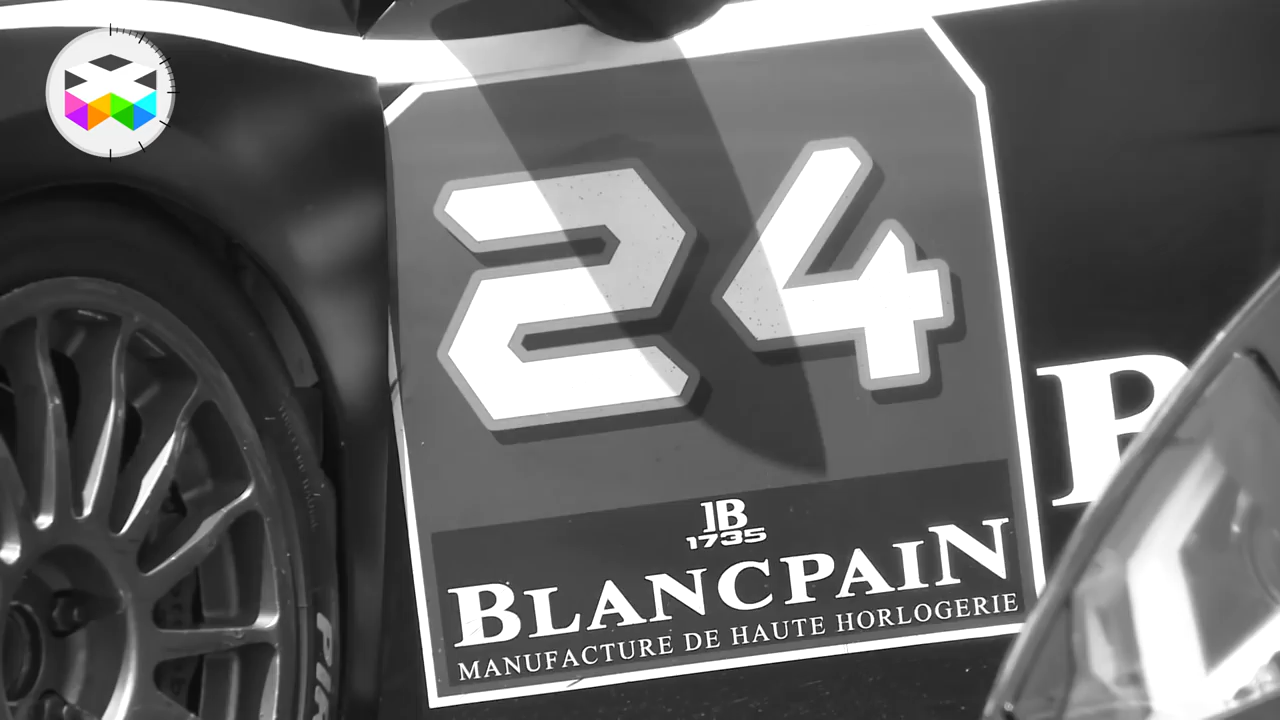 24
JB
1735
BLANCPAIN
MANUFACTURE DE HAUTE HORLOGERIE